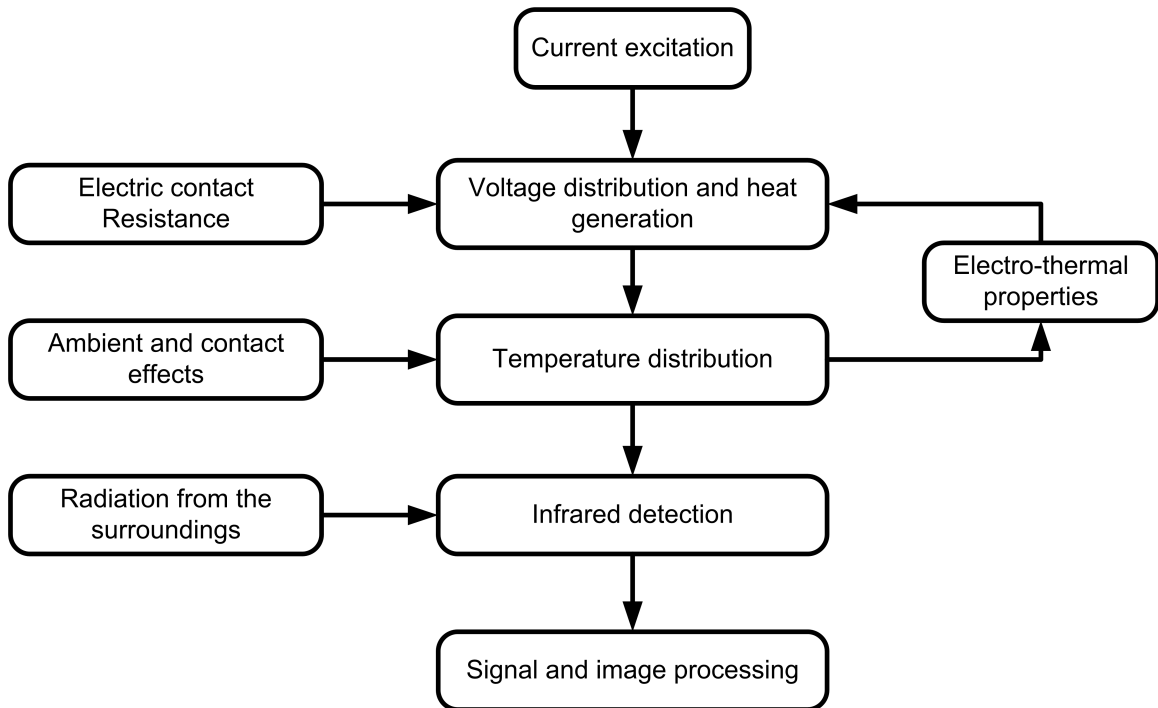 Current excitation
Electric contact
Resistance
Voltage distribution and heat
generation
Electro-thermal
properties
Ambient and contact
effects
Temperature distribution
Radiation from the
surroundings
Infrared detection
Signal and image processing